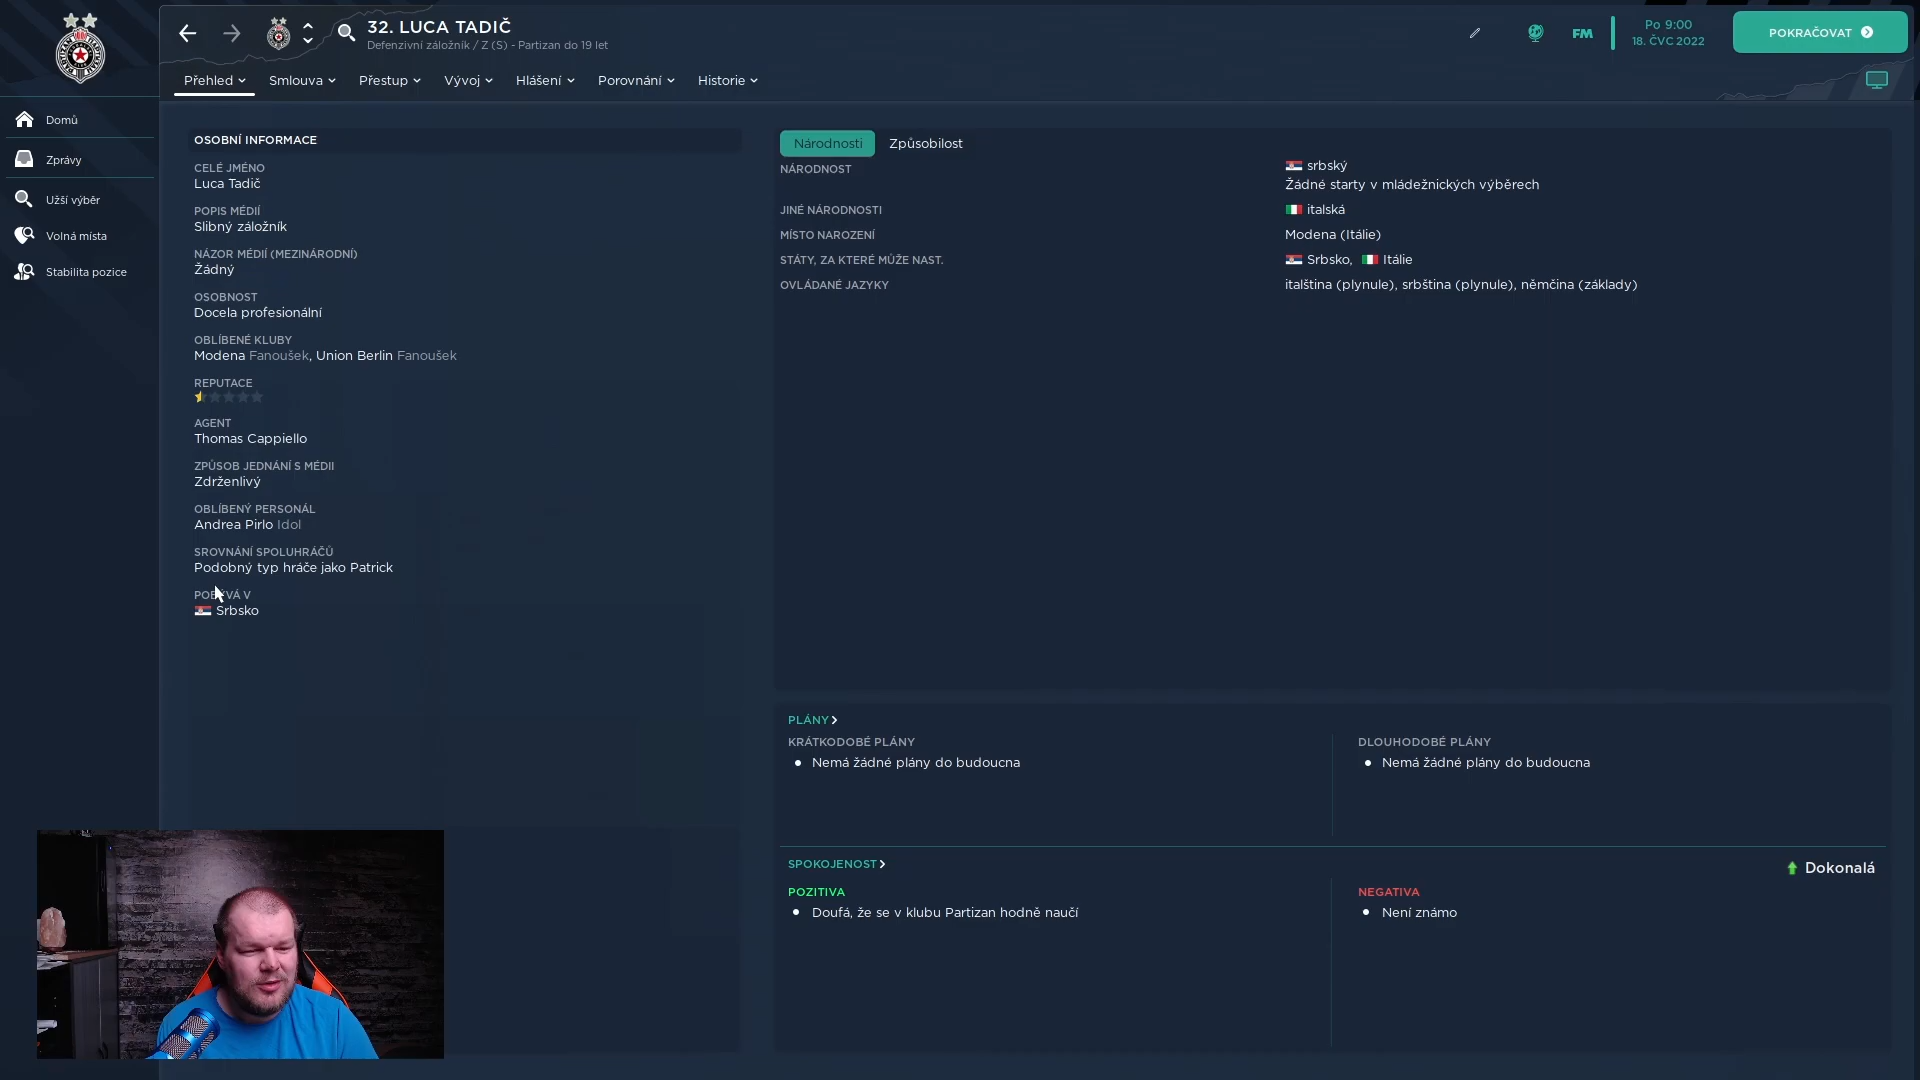 32. LUCA TADIČ
Defenzivní záložník / Z (S) - Partizan do 19 let
FM
Po 9:00
18. ČVC 2022
POKRAČOVAT
Přehled
Smlouva
Přestup
Vývoj
Hlášení
Porovnání
Historie
Domů
Zprávy
Užší výběr
Volná místa
Stabilita pozice
OSOBNÍ INFORMACE
CELÉ JMÉNO
Luca Tadič
POPIS MÉDIÍ
Slibný záložník
NÁZOR MÉDIÍ (MEZINÁRODNÍ)
Žádný
OSOBNOST
Docela profesionální
OBLÍBENÉ KLUBY
Modena Fanoušek, Union Berlin Fanoušek
REPUTACE
AGENT
Thomas Cappiello
ZPŮSOB JEDNÁNÍ S MÉDII
Zdrženlivý
OBLÍBENÝ PERSONÁL
Andrea Pirlo Idol
SROVNÁNÍ SPOLUHRÁČŮ
Podobný typ hráče jako Patrick
Srbsko
Národnosti
Způsobilost
NÁRODNOST
srbský
Žádné starty v mládežnických výběrech
JINÉ NÁRODNOSTI
italská
MÍSTO NAROZENÍ
Modena (Itálie)
STÁTY, ZA KTERÉ MŮŽE NAST.
Srbsko, Itálie
OVLÁDANÉ JAZYKY
italština (plynule), srbština (plynule), němčina (základy)
PLÁNY
KRÁTKODOBÉ PLÁNY
Nemá žádné plány do budoucna
DLOUHODOBÉ PLÁNY
Nemá žádné plány do budoucna
SPOKOJENOST
Dokonalá
POZITIVA
Doufá, že se v klubu Partizan hodně naučí
NEGATIVA
Není známo